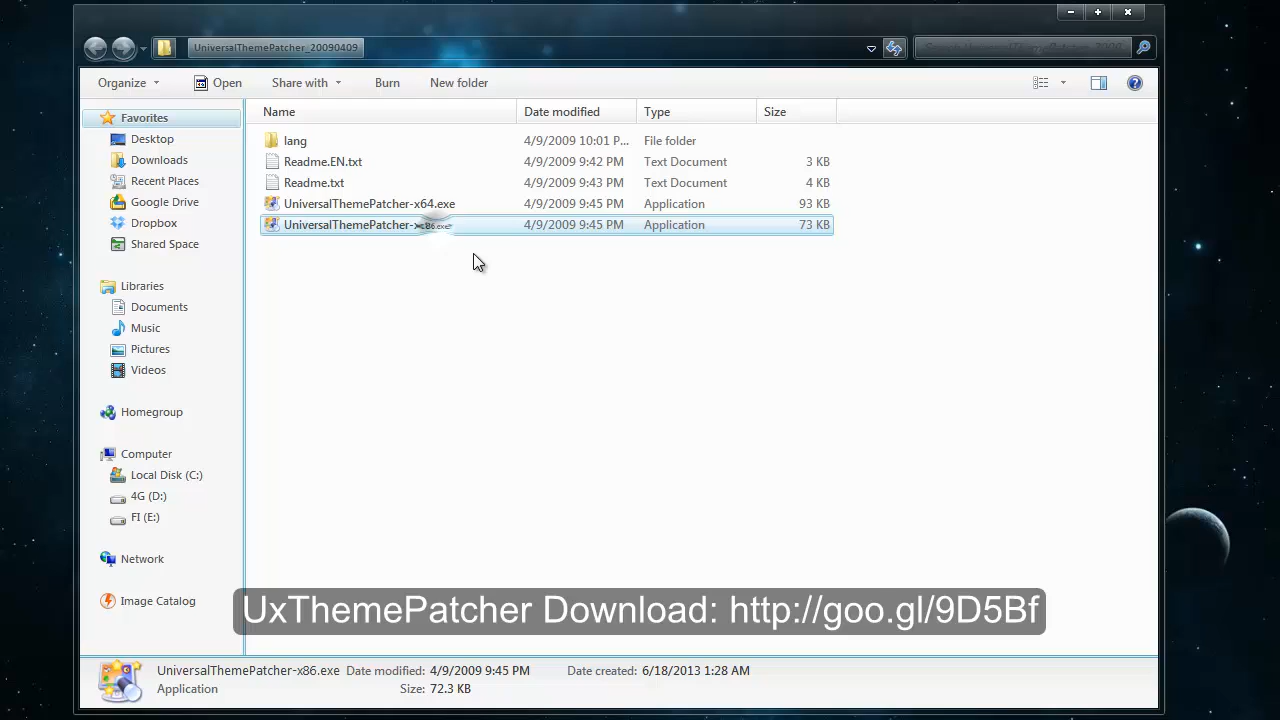 UniversalThemePatcher_20090409
Organize Open Share with Burn New folder
Name Date modified Type Size
Favorites
Desktop
Downloads
Recent Places
Google Drive
Dropbox
Shared Space
Libraries
Documents
Music
Pictures
Videos
Homegroup
Computer
Local Disk (C:)
4G (D:)
FI (E:)
Network
Image Catalog
lang 4/9/2009 10:01 P... File folder
Readme.EN.txt 4/9/2009 9:42 PM Text Document 3 KB
Readme.txt 4/9/2009 9:43 PM Text Document 4 KB
UniversalThemePatcher-x64.exe 4/9/2009 9:45 PM Application 93 KB
UniversalThemePatcher-x86.exe 4/9/2009 9:45 PM Application 73 KB
UxThemePatcher Download: http://goo.gl/9D5Bf
UniversalThemePatcher-x86.exe Date modified: 4/9/2009 9:45 PM Date created: 6/18/2013 1:28 AM
Application Size: 72.3 KB